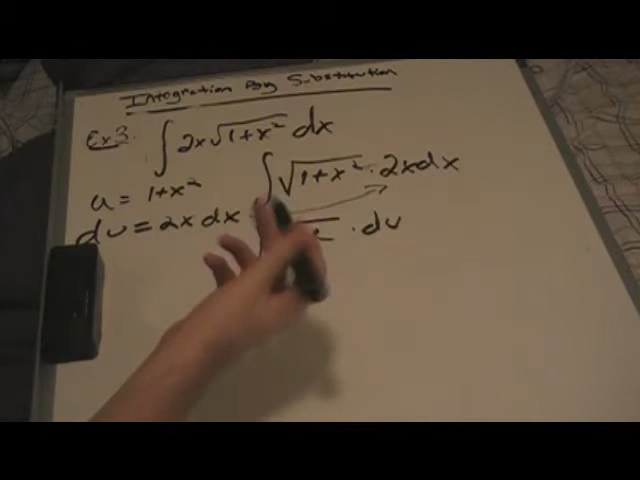 Integration By Substitution
Ex 3. ∫ 2x√(1+x²) dx
∫ √(1+x²) · 2x dx
u = 1+x²
du = 2x dx
· du